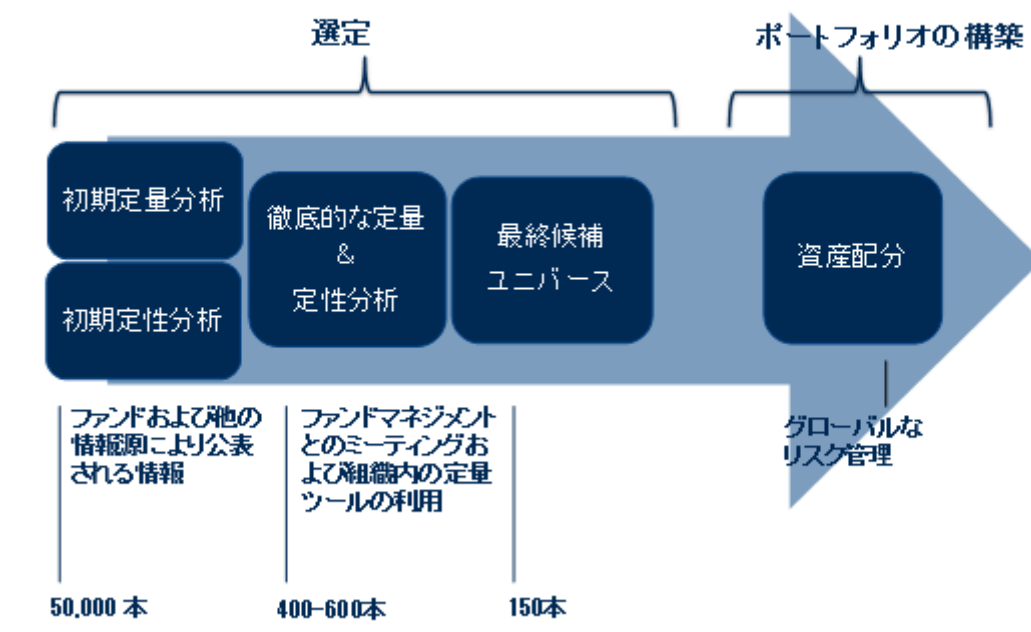 選定
ポートフォリオの構築
初期定量分析
初期定性分析
徹底的な定量
&
定性分析
最終候補
ユニバース
資産配分
ファンドおよび他の
情報源により公表
される情報
ファンドマネジメント
とのミーティングお
よび組織内の定量
ツールの利用
グローバルな
リスク管理
50,000 本
400-600本
150本